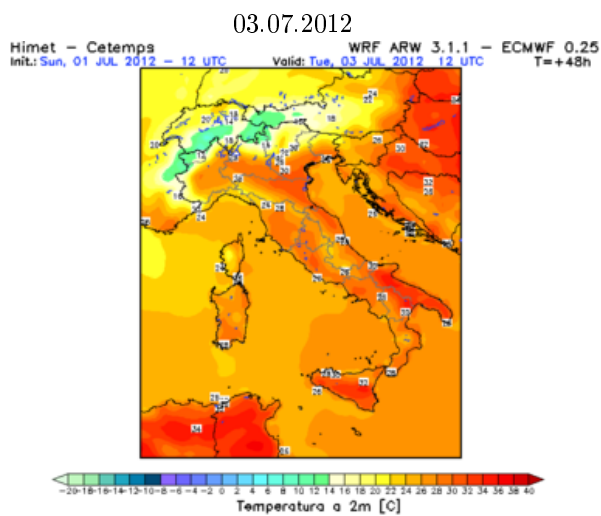 03.07.2012
Himet – Cetemps WRF ARW 3.1.1 – ECMWF 0.25
Init.: Sun, 01 JUL 2012 – 12 UTC Valid: Tue, 03 JUL 2012 12 UTC T=+48h
-20 -18 -16 -14 -12 -10 -8 -6 -4 -2 0 2 4 6 8 10 12 14 16 18 20 22 24 26 28 30 32 34 36 38 40
Temperatura a 2m [C]